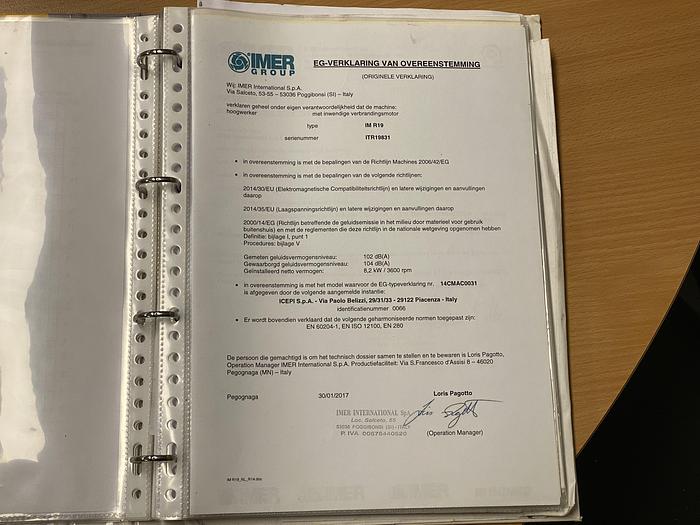 IMER
GROUP
EG-VERKLARING VAN OVEREENSTEMMING
(ORIGINELE VERKLARING)
Wij: IMER International S.p.A.
Via Salceto, 53-55 – 53036 Poggibonsi (SI) – Italy
verklaren geheel onder eigen verantwoordelijkheid dat de machine:
hoogwerker met inwendige verbrandingsmotor
type IM R19
serienummer ITR19831
• in overeenstemming is met de bepalingen van de Richtlijn Machines 2006/42/EG
• in overeenstemming is met de bepalingen van de volgende richtlijnen:
2014/30/EU (Elektromagnetische Compatibiliteitsrichtlijn) en latere wijzigingen en aanvullingen
daarop
2014/35/EU (Laagspanningsrichtlijn) en latere wijzigingen en aanvullingen daarop
2000/14/EG (Richtlijn betreffende de geluidsemissie in het milieu door materieel voor gebruik
buitenshuis) en met de reglementen die deze richtlijn in de nationale wetgeving opgenomen hebben
Definitie: bijlage I, punt 1
Procedures: bijlage V
Gemeten geluidsvermogensniveau: 102 dB(A)
Gewaarborgd geluidsvermogensniveau: 104 dB(A)
Geïnstalleerd netto vermogen: 8,2 kW / 3600 rpm
• in overeenstemming is met het model waarvoor de EG-typeverklaring nr. 14CMAC0031
is afgegeven door de volgende aangemelde instantie:
ICEPI S.p.A. - Via Paolo Belizzi, 29/31/33 - 29122 Piacenza - Italy
identificatienummer 0066
• Er wordt bovendien verklaard dat de volgende geharmoniseerde normen toegepast zijn:
EN 60204-1, EN ISO 12100, EN 280
De persoon die gemachtigd is om het technisch dossier samen te stellen en te bewaren is Loris Pagotto,
Operation Manager IMER International S.p.A. Productiefaciliteit: Via S.Francesco d'Assisi 8 – 46020
Pegognaga (MN) – Italy
Pegognaga 30/01/2017 Loris Pagotto
IMER INTERNATIONAL SpA
Loc. Salceto, 55
53036 POGGIBONSI (SI) - ITALY
P. IVA. 00678440520
(Operation Manager)
IM R19_NL_R14.doc